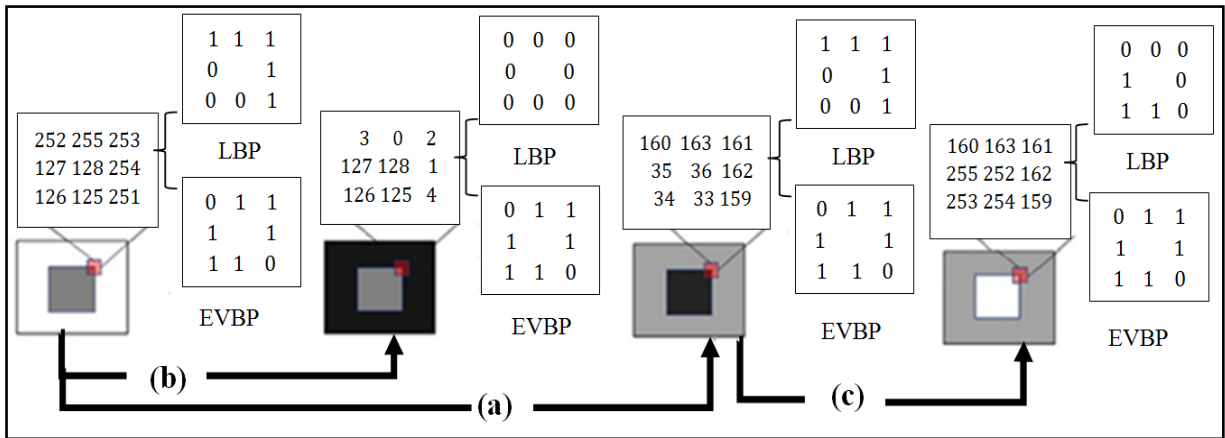 1 1 1
0 1
0 0 1
LBP
252 255 253
127 128 254
126 125 251
0 1 1
1 1
1 1 0
EVBP
0 0 0
0 0
0 0 0
LBP
3 0 2
127 128 1
126 125 4
0 1 1
1 1
1 1 0
EVBP
1 1 1
0 1
0 0 1
LBP
160 163 161
35 36 162
34 33 159
0 1 1
1 1
1 1 0
EVBP
0 0 0
1 0
1 1 0
LBP
160 163 161
255 252 162
253 254 159
0 1 1
1 1
1 1 0
EVBP
(b)
(a)
(c)